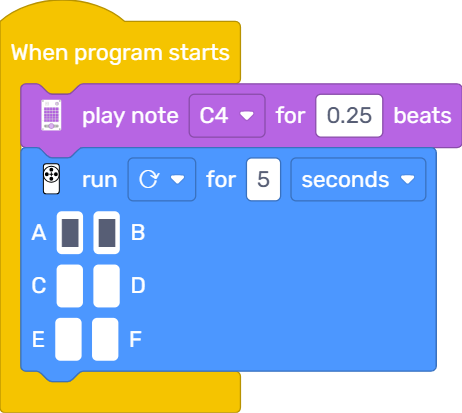 When program starts
play note C4 for 0.25 beats
run for 5 seconds
A B
C D
E F